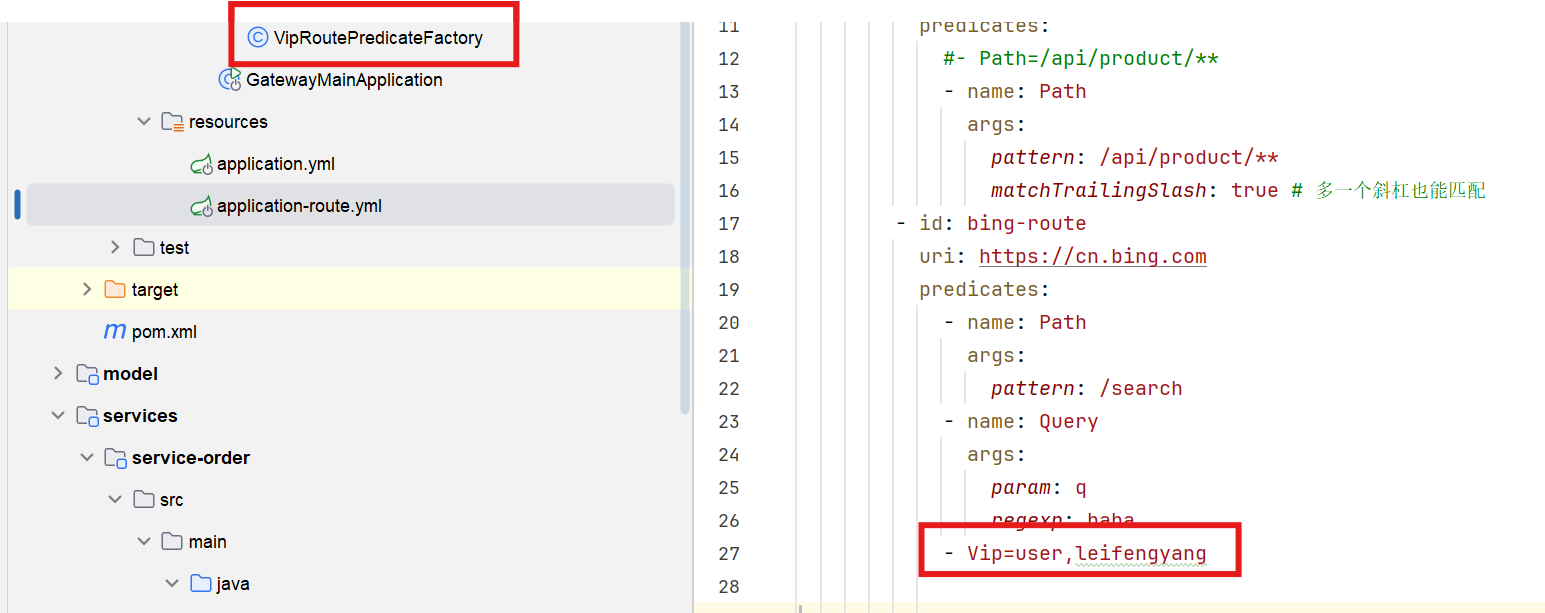 VipRoutePredicateFactory
GatewayMainApplication
resources
application.yml
application-route.yml
test
target
pom.xml
model
services
service-order
src
main
java
11 predicates:
12 #- Path=/api/product/**
13 - name: Path
14 args:
15 pattern: /api/product/**
16 matchTrailingSlash: true # 多一个斜杠也能匹配
17 - id: bing-route
18 uri: https://cn.bing.com
19 predicates:
20 - name: Path
21 args:
22 pattern: /search
23 - name: Query
24 args:
25 param: q
26 regexp: haha
27 - Vip=user,leifengyang
28